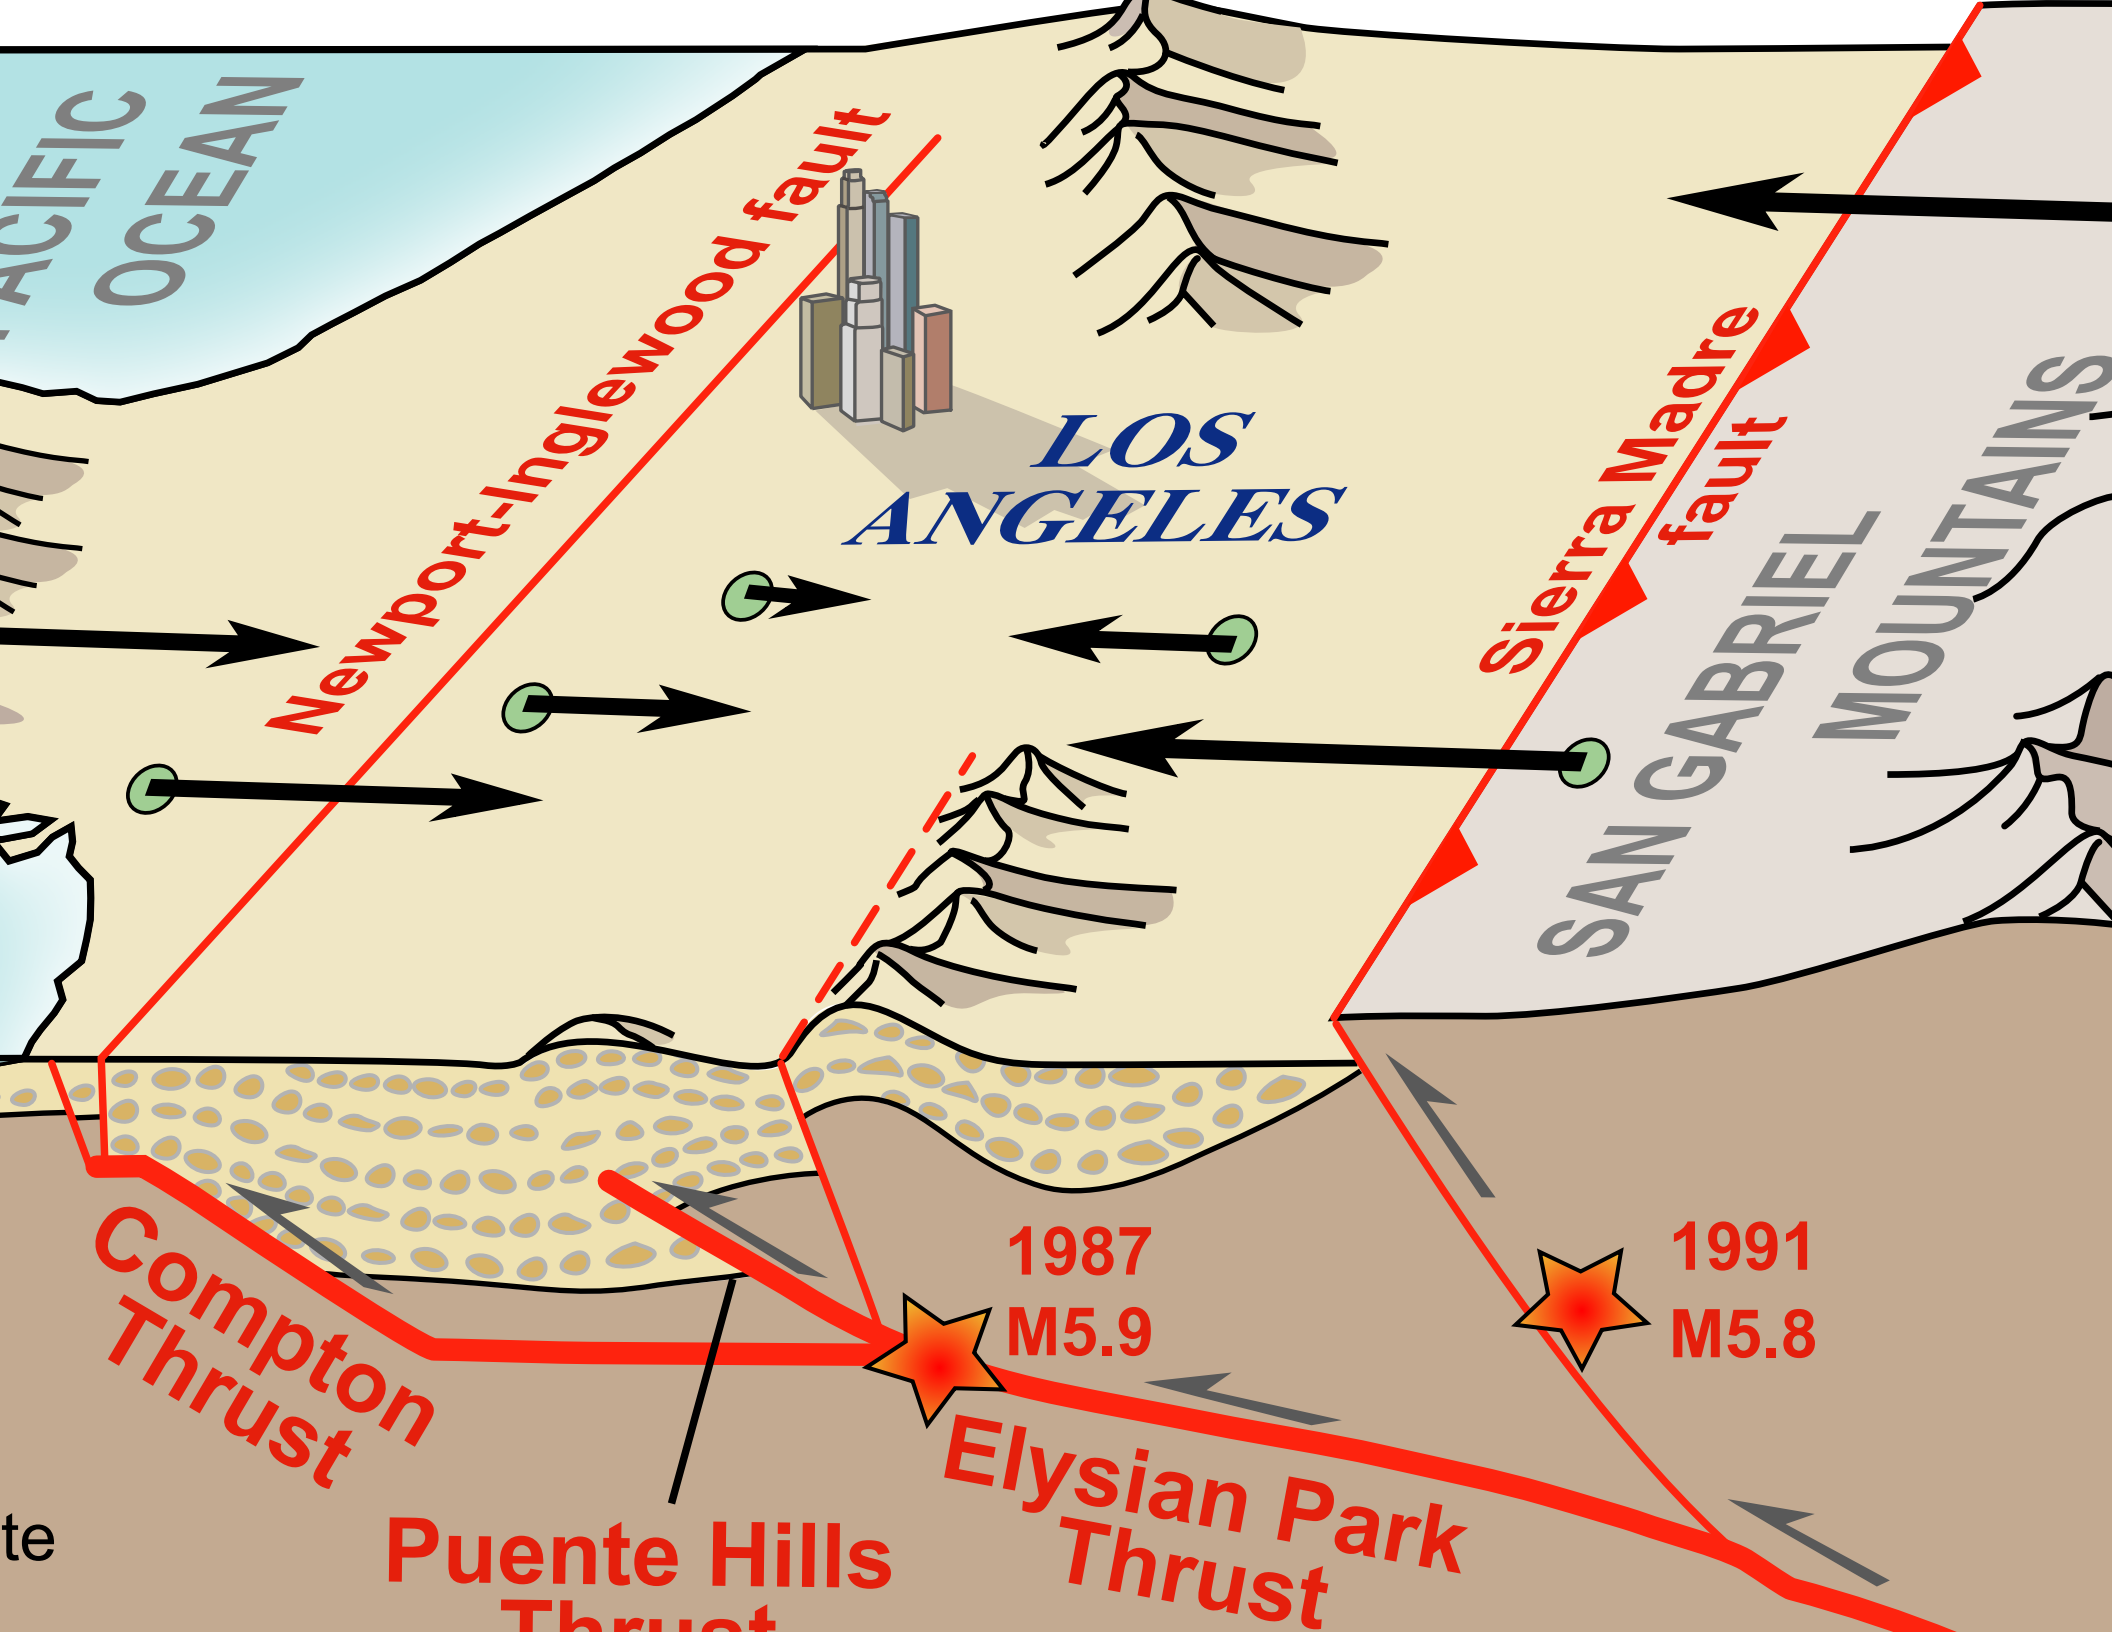 OCEAN
Newport-Inglewood fault
LOS
ANGELES
Sierra Madre
fault
SAN GABRIEL
MOUNTAINS
1987
M5.9
1991
M5.8
Compton
Thrust
Elysian Park
Thrust
Puente Hills
Thrust